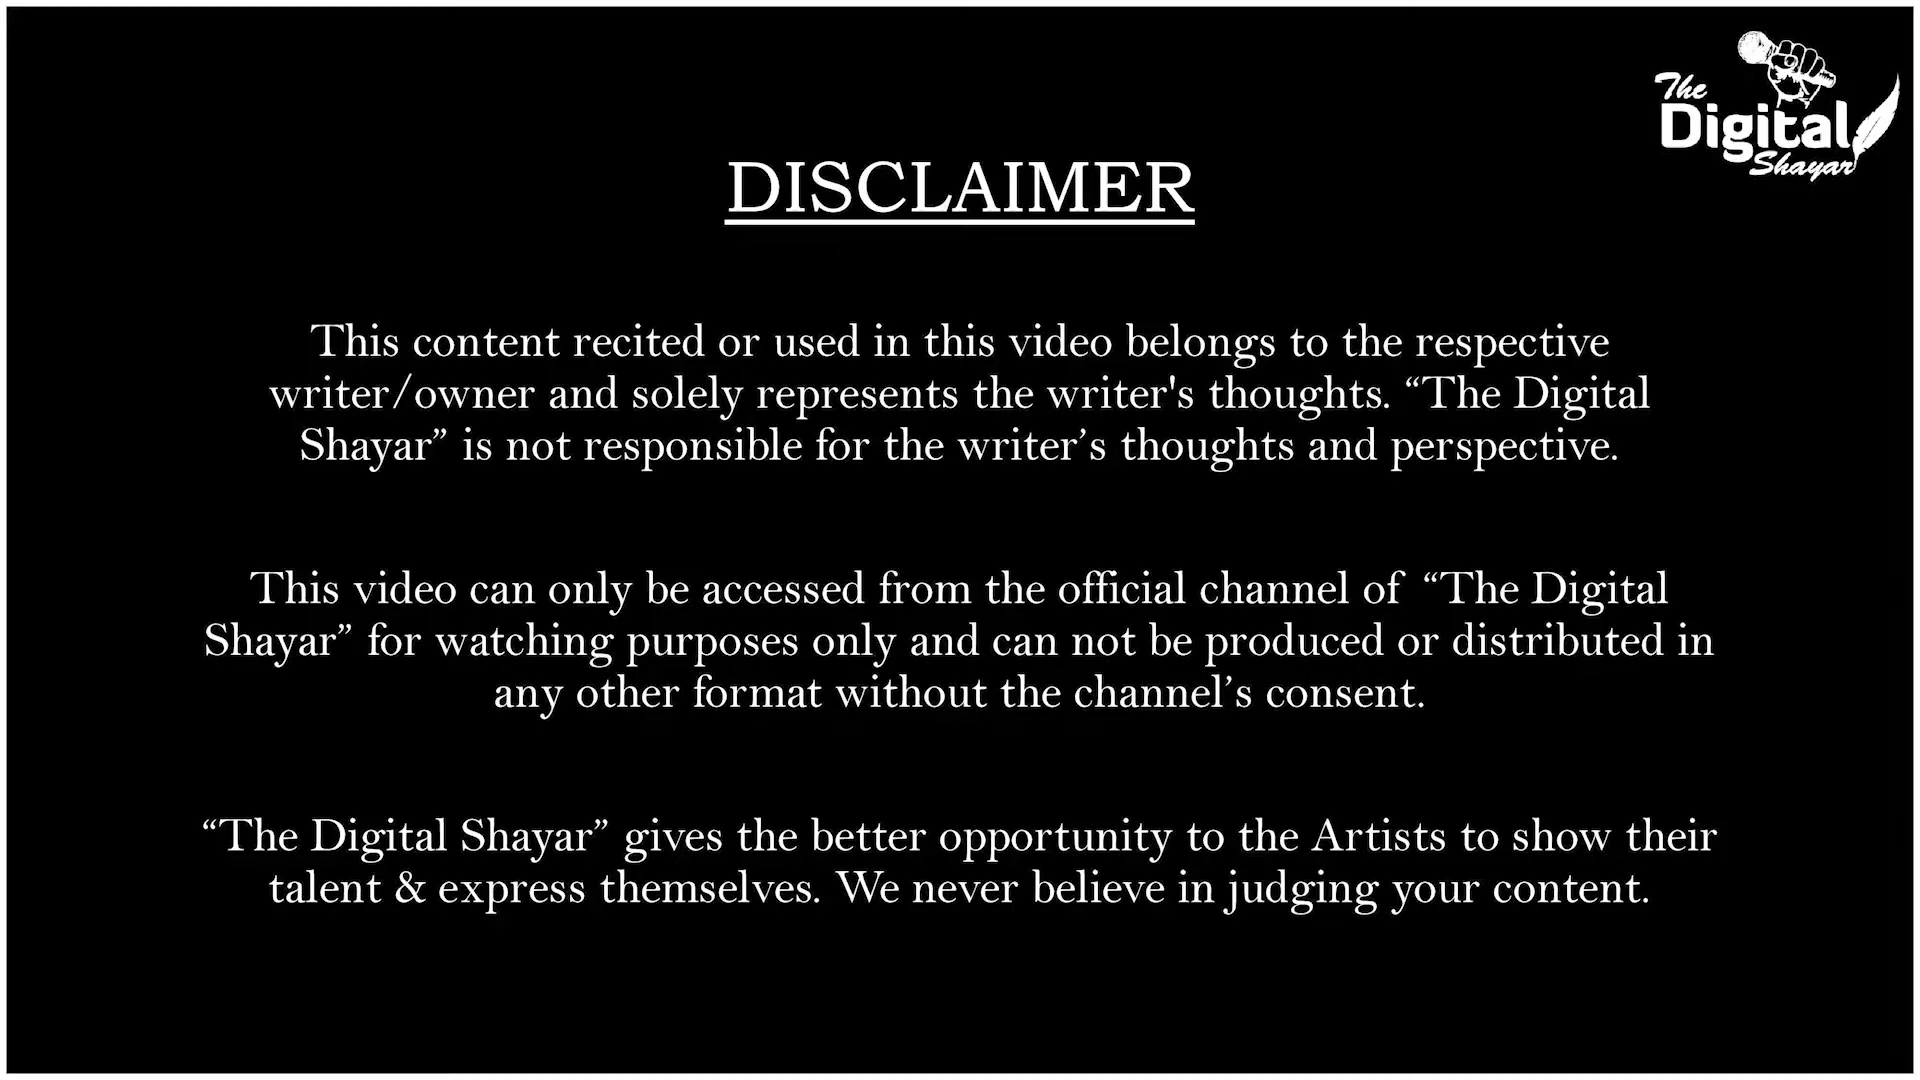 The
Digital
Shayar
DISCLAIMER
This content recited or used in this video belongs to the respective
writer/owner and solely represents the writer's thoughts. “The Digital
Shayar” is not responsible for the writer’s thoughts and perspective.
This video can only be accessed from the official channel of “The Digital
Shayar” for watching purposes only and can not be produced or distributed in
any other format without the channel’s consent.
“The Digital Shayar” gives the better opportunity to the Artists to show their
talent & express themselves. We never believe in judging your content.